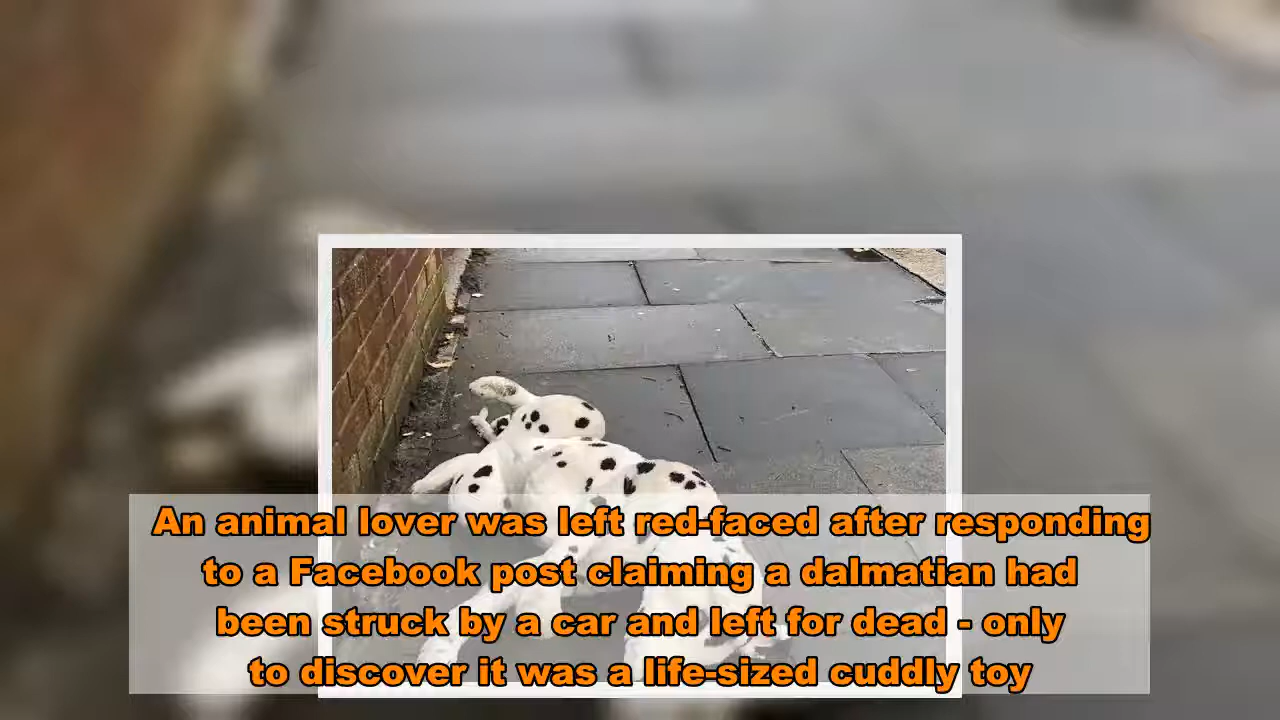 An animal lover was left red-faced after responding
to a Facebook post claiming a dalmatian had
been struck by a car and left for dead - only
to discover it was a life-sized cuddly toy